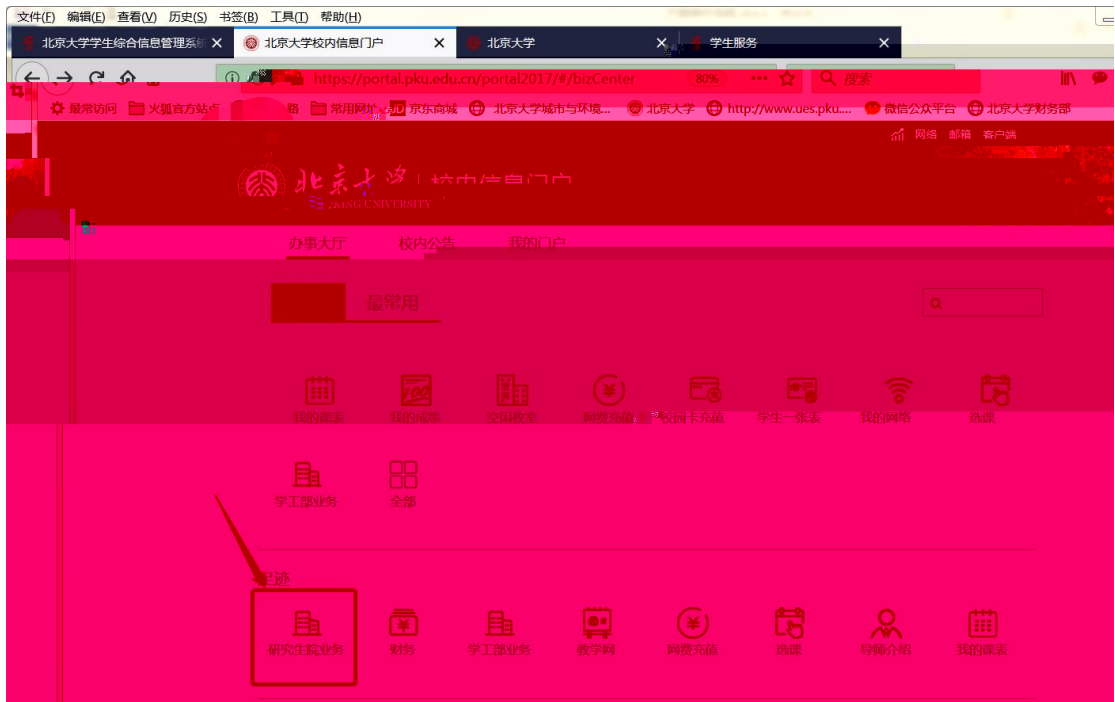 文件(F) 编辑(E) 查看(V) 历史(S) 书签(B) 工具(T) 帮助(H)
北京大学学生综合信息管理系统 北京大学校内信息门户 北京大学 学生服务
https://portal.pku.edu.cn/portal2017/#/bizCenter 80% 搜索
最常访问 火狐官方站点 常用网址 JD 京东商城 北京大学城市与环境... 北京大学 http://www.ues.pku.... 微信公众平台 北京大学财务部
网络 邮箱 客户端
北京大学 校内信息门户
PEKING UNIVERSITY
办事大厅 校内公告 我的门户
最常用
100
我的课表 我的成绩 空闲教室 网费充值 校园卡充值 学生一张表 我的网络 选课
学工部业务 全部
足迹
研究生院业务 财务 学工部业务 教学网 网费充值 选课 导师介绍 我的课表